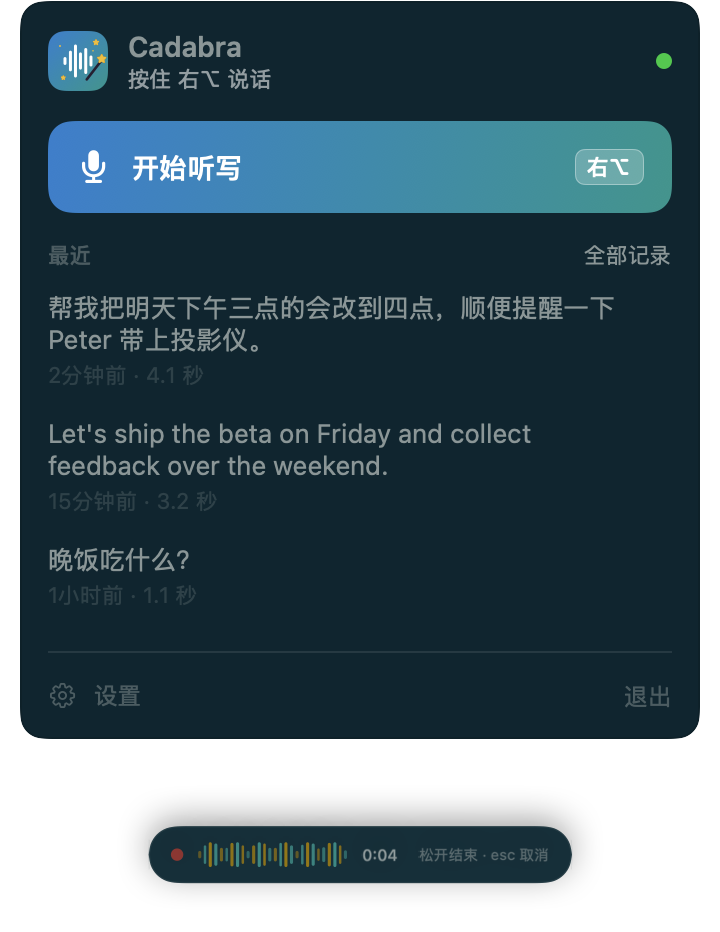 Cadabra
按住 右⌥ 说话
开始听写
右⌥
最近
全部记录
帮我把明天下午三点的会改到四点，顺便提醒一下
Peter 带上投影仪。
2分钟前 · 4.1 秒
Let's ship the beta on Friday and collect
feedback over the weekend.
15分钟前 · 3.2 秒
晚饭吃什么？
1小时前 · 1.1 秒
设置
退出
0:04
松开结束 · esc 取消